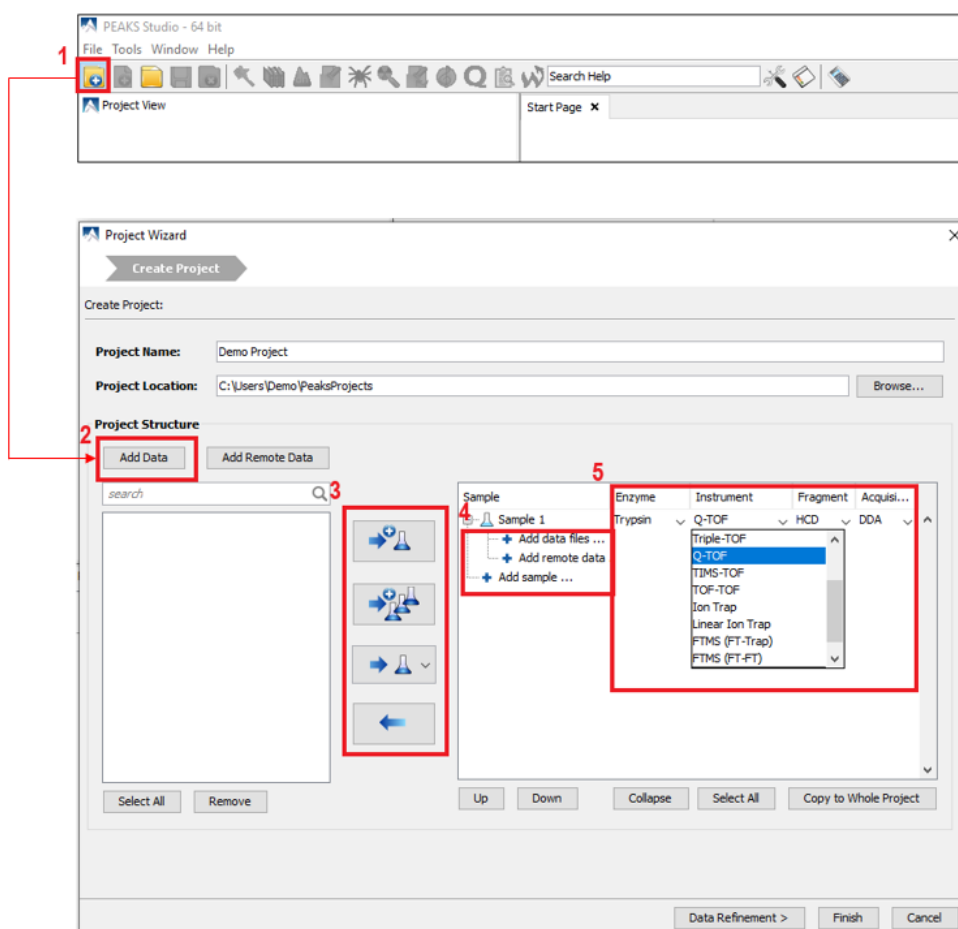 PEAKS Studio - 64 bit
1
File Tools Window Help
Search Help
Project View
Start Page
Project Wizard
Create Project
Create Project:
Project Name: Demo Project
Project Location: C:\Users\Demo\PeaksProjects Browse...
Project Structure
2
Add Data Add Remote Data
5
search
3
Sample Enzyme Instrument Fragment Acquisi...
4
Sample 1 Trypsin Q-TOF HCD DDA
Add data files ... Triple-TOF
Add remote data Q-TOF
Add sample ... TIMS-TOF
TOF-TOF
Ion Trap
Linear Ion Trap
FTMS (FT-Trap)
FTMS (FT-FT)
Select All Remove Up Down Collapse Select All Copy to Whole Project
Data Refinement > Finish Cancel